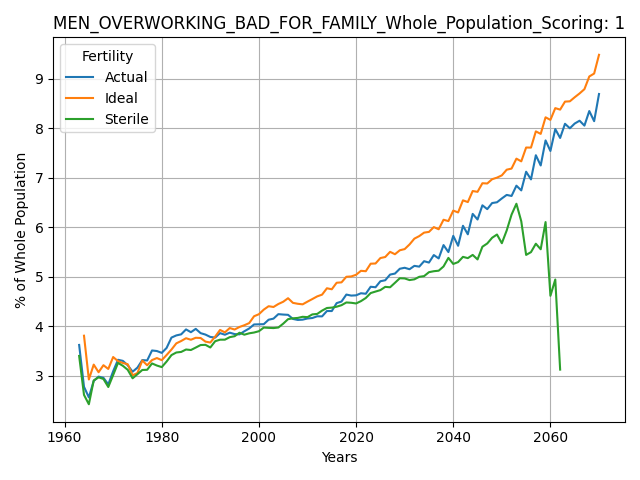 MEN_OVERWORKING_BAD_FOR_FAMILY_Whole_Population_Scoring: 1
Fertility
Actual
Ideal
Sterile
% of Whole Population
9
8
7
6
5
4
3
1960
1980
2000
2020
2040
2060
Years